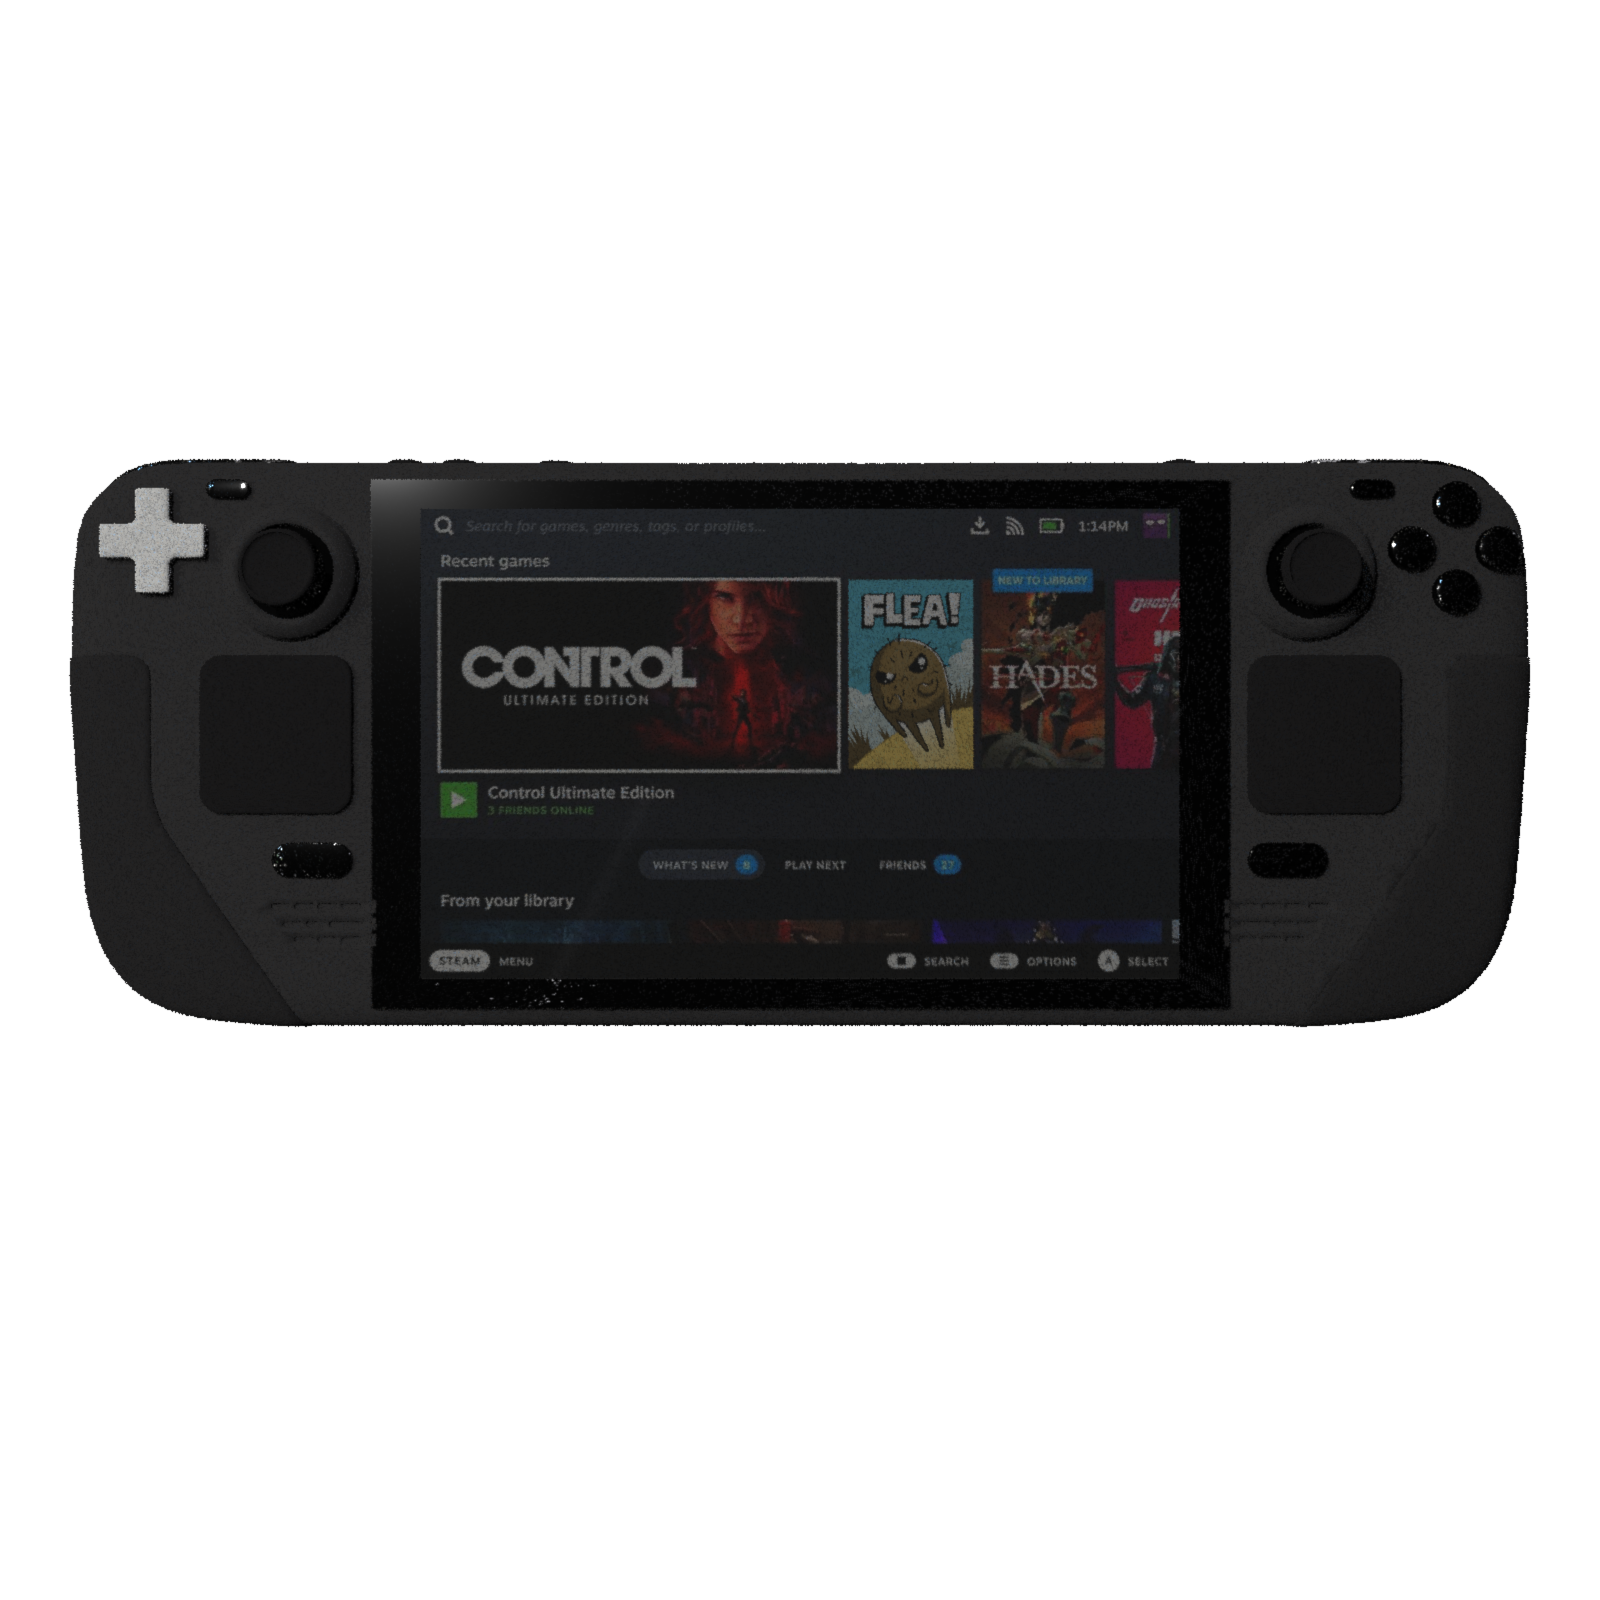 Search for games, genres, tags, or profiles...
1:14PM
Recent games
CONTROL
ULTIMATE EDITION
FLEA!
NEW TO LIBRARY
HADES
Control Ultimate Edition
3 FRIENDS ONLINE
WHAT'S NEW 8 PLAY NEXT FRIENDS 27
From your library
STEAM MENU SEARCH OPTIONS A SELECT